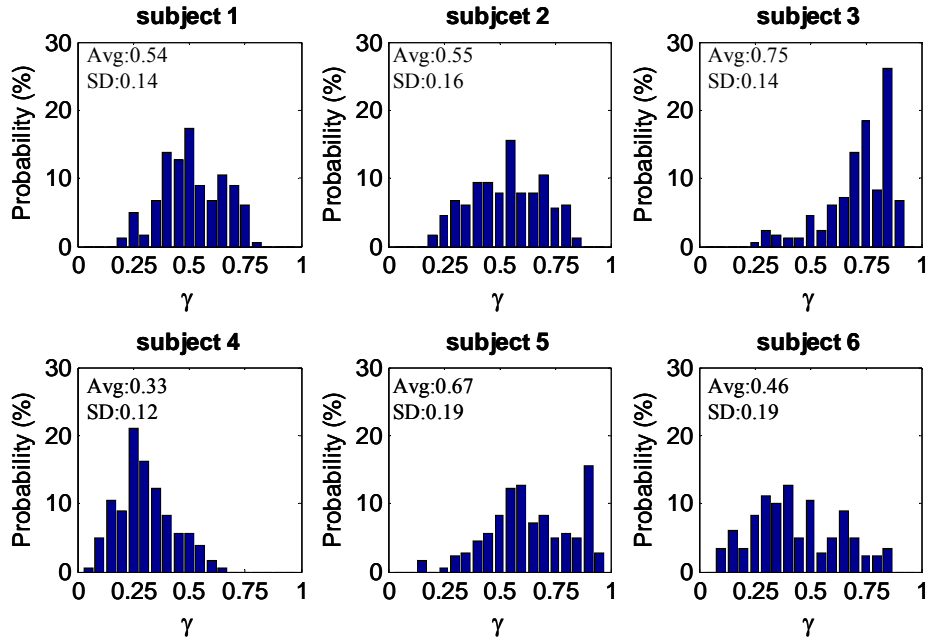 subject 1
30
Avg:0.54
SD:0.14
20
10
0
Probability (%)
0 0.25 0.5 0.75 1
γ
subjcet 2
30
Avg:0.55
SD:0.16
20
10
0
Probability (%)
0 0.25 0.5 0.75 1
γ
subject 3
30
Avg:0.75
SD:0.14
20
10
0
Probability (%)
0 0.25 0.5 0.75 1
γ
subject 4
30
Avg:0.33
SD:0.12
20
10
0
Probability (%)
0 0.25 0.5 0.75 1
γ
subject 5
30
Avg:0.67
SD:0.19
20
10
0
Probability (%)
0 0.25 0.5 0.75 1
γ
subject 6
30
Avg:0.46
SD:0.19
20
10
0
Probability (%)
0 0.25 0.5 0.75 1
γ